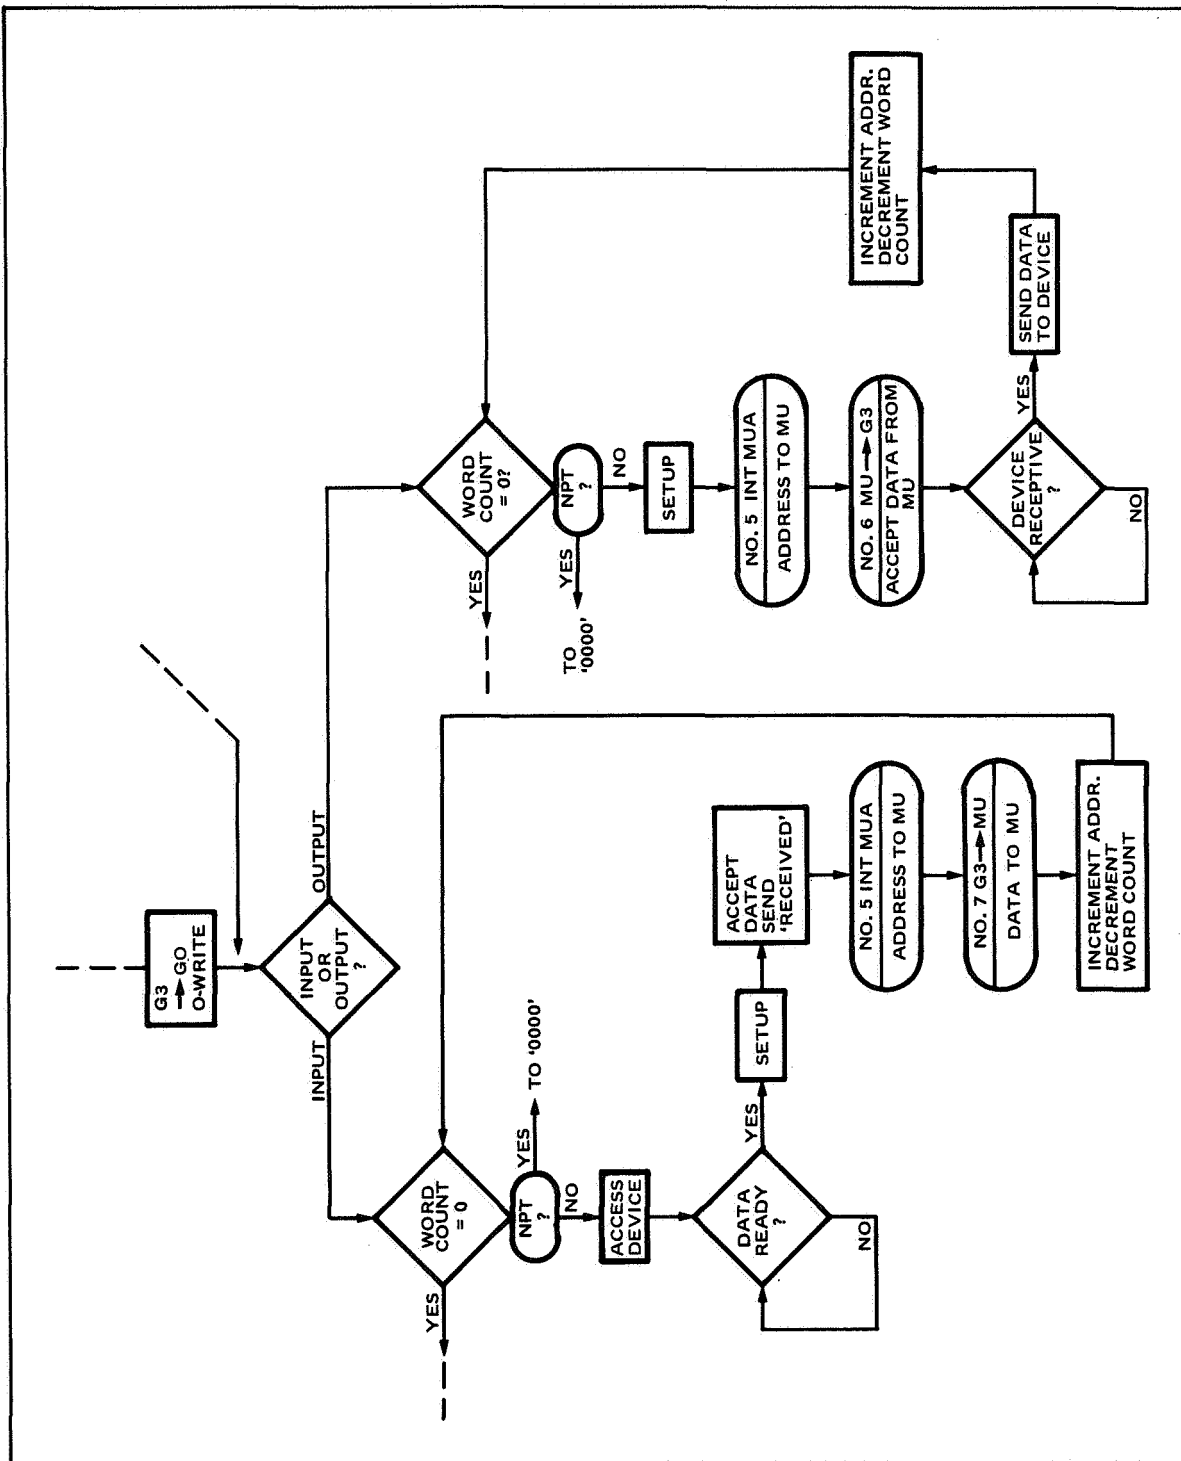 G3
→ GO
O-WRITE
INPUT
OR
OUTPUT
?
INPUT
OUTPUT
WORD
COUNT
= 0
YES
NPT
?
YES
TO '0000'
NO
ACCESS
DEVICE
DATA
READY
?
NO
YES
SETUP
ACCEPT
DATA
SEND
'RECEIVED'
NO. 5 INT MUA
ADDRESS TO MU
NO. 7 G3→MU
DATA TO MU
INCREMENT ADDR.
DECREMENT
WORD COUNT
WORD
COUNT
= 0?
YES
NPT
?
YES
TO
'0000'
NO
SETUP
NO. 5 INT MUA
ADDRESS TO MU
NO. 6 MU→G3
ACCEPT DATA FROM
MU
DEVICE
RECEPTIVE
?
NO
YES
SEND DATA
TO DEVICE
INCREMENT ADDR.
DECREMENT WORD
COUNT